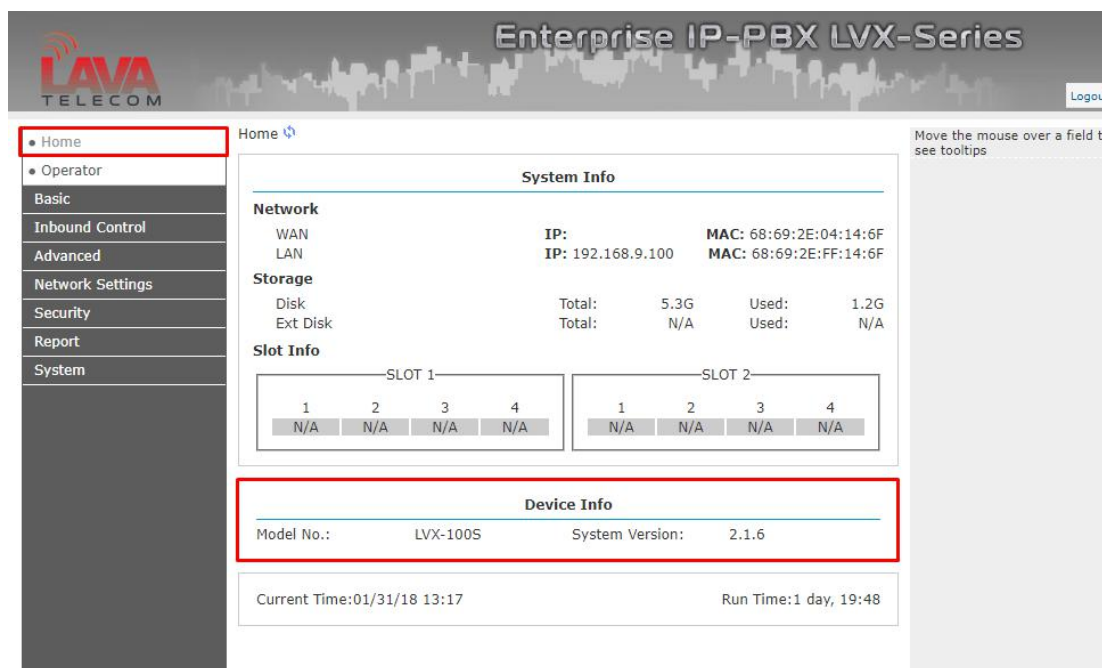 Enterprise IP-PBX LVX-Series
LAVA
TELECOM
Logou
Home
Operator
Basic
Inbound Control
Advanced
Network Settings
Security
Report
System
Home
System Info
Network
WAN IP: MAC: 68:69:2E:04:14:6F
LAN IP: 192.168.9.100 MAC: 68:69:2E:FF:14:6F
Storage
Disk Total: 5.3G Used: 1.2G
Ext Disk Total: N/A Used: N/A
Slot Info
SLOT 1 SLOT 2
1 2 3 4 1 2 3 4
N/A N/A N/A N/A N/A N/A N/A N/A
Device Info
Model No.: LVX-100S System Version: 2.1.6
Current Time:01/31/18 13:17 Run Time:1 day, 19:48
Move the mouse over a field t
see tooltips